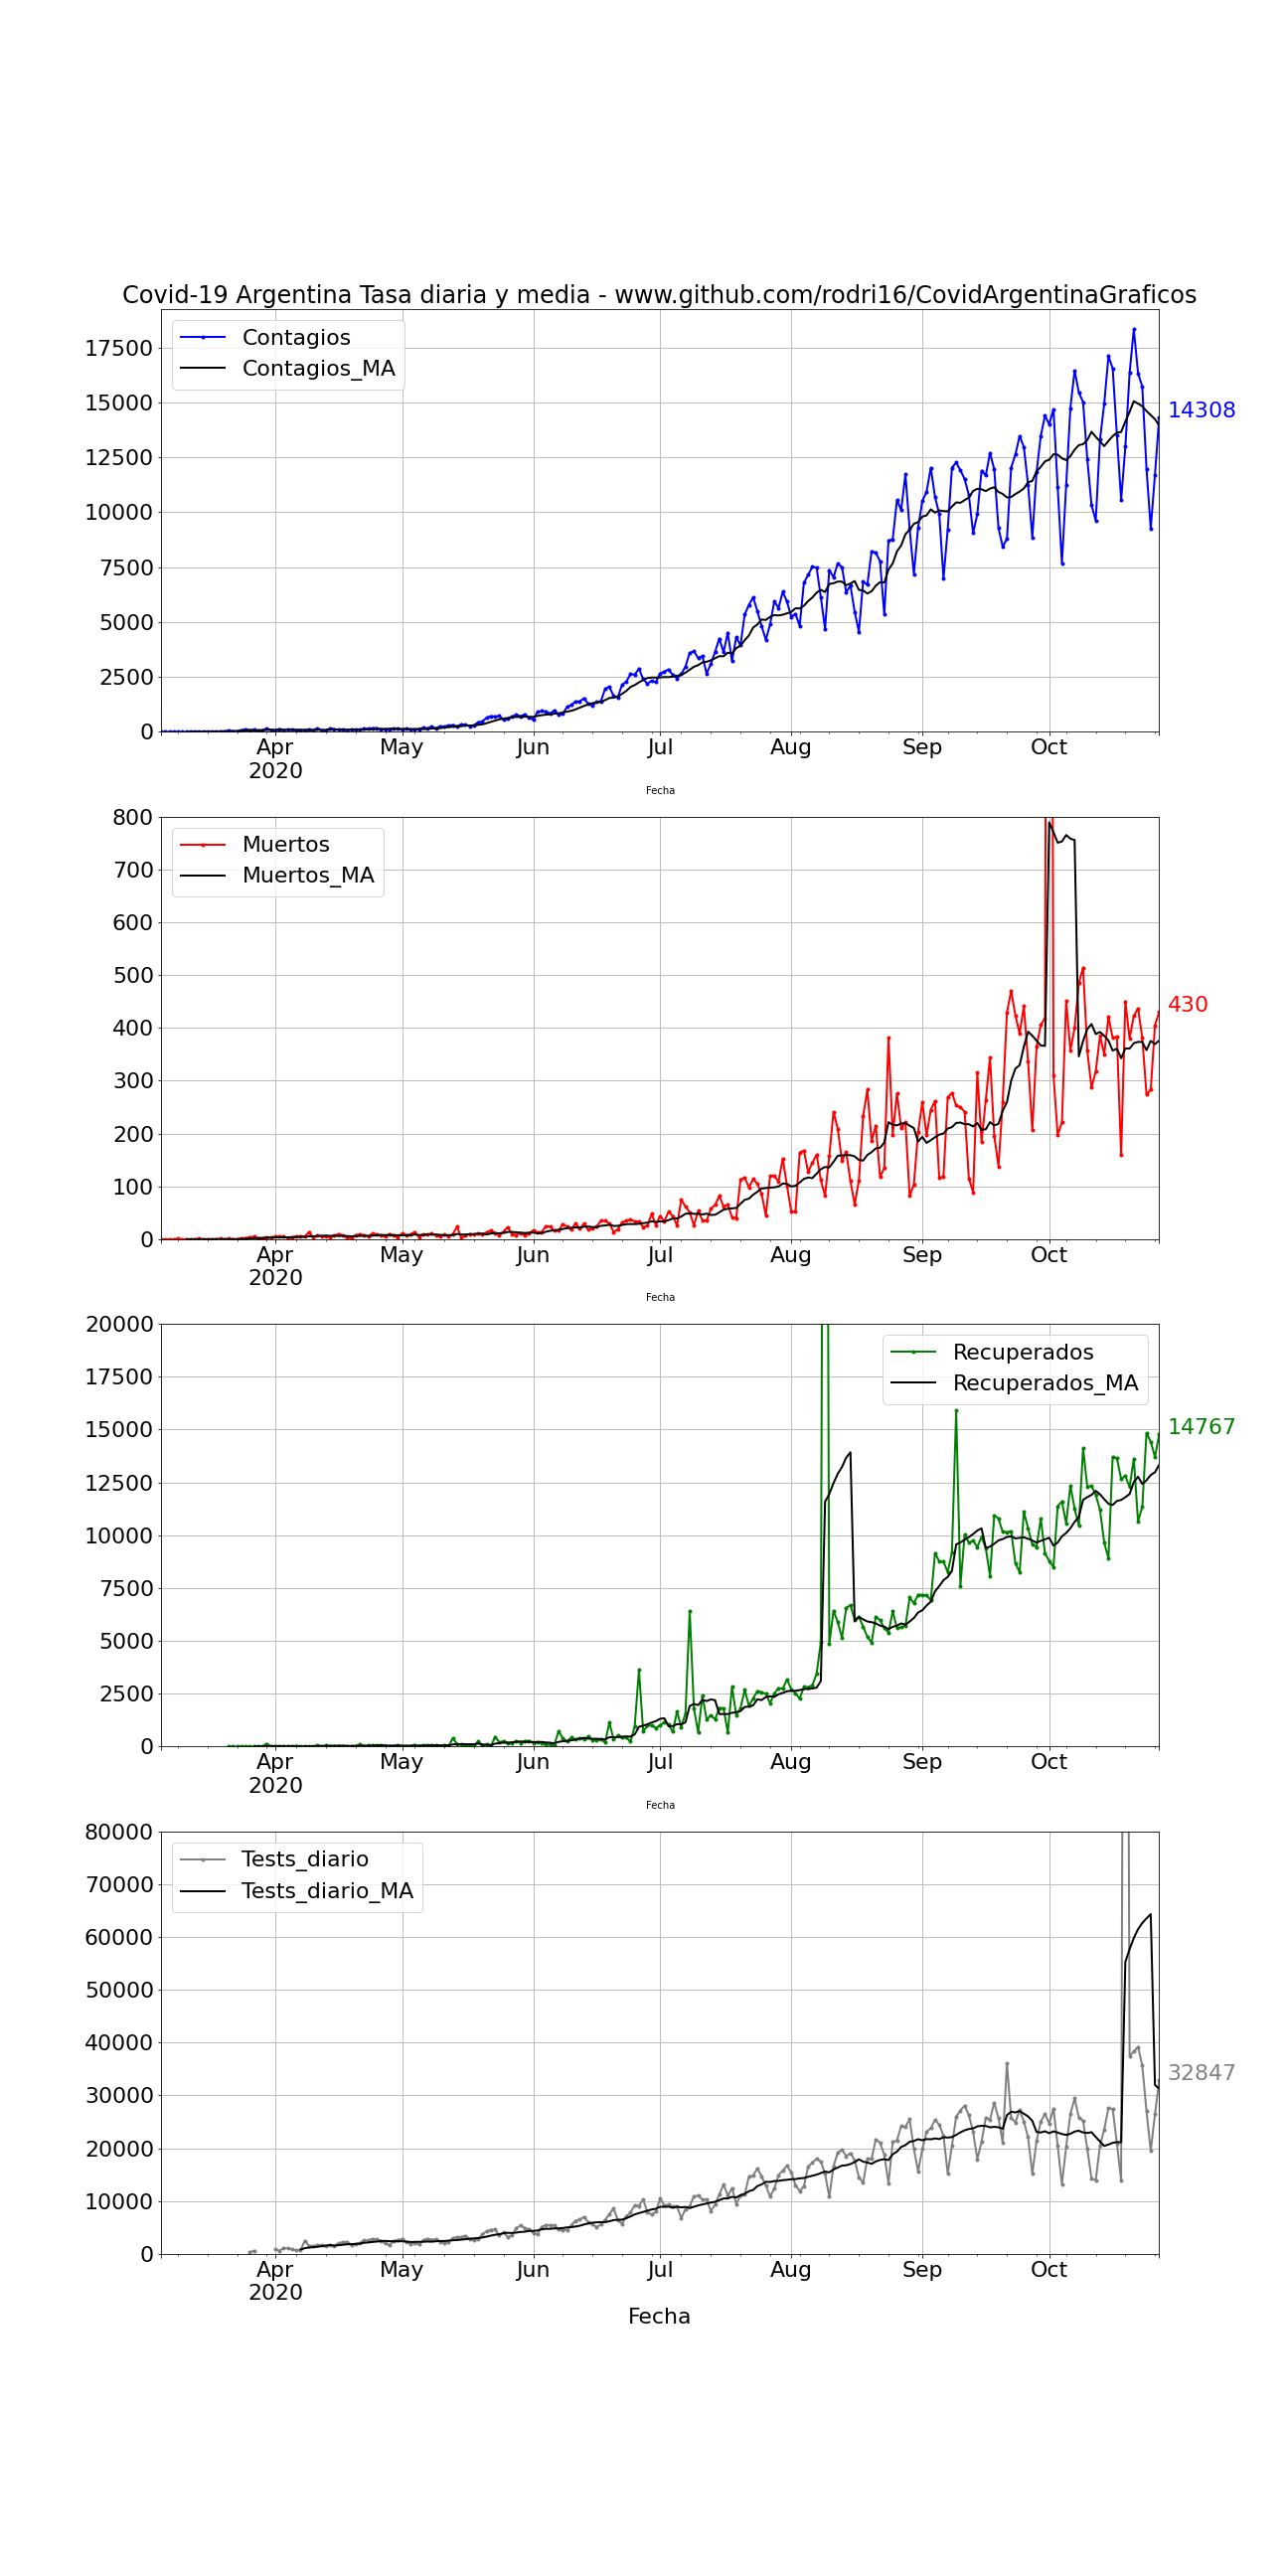 Covid-19 Argentina Tasa diaria y media - www.github.com/rodri16/CovidArgentinaGraficos
Contagios
Contagios_MA
17500
15000
12500
10000
7500
5000
2500
0
14308
Apr May Jun Jul Aug Sep Oct
2020
Fecha
Muertos
Muertos_MA
800
700
600
500
400
300
200
100
0
430
Apr May Jun Jul Aug Sep Oct
2020
Fecha
Recuperados
Recuperados_MA
20000
17500
15000
12500
10000
7500
5000
2500
0
14767
Apr May Jun Jul Aug Sep Oct
2020
Fecha
Tests_diario
Tests_diario_MA
80000
70000
60000
50000
40000
30000
20000
10000
0
32847
Apr May Jun Jul Aug Sep Oct
2020
Fecha